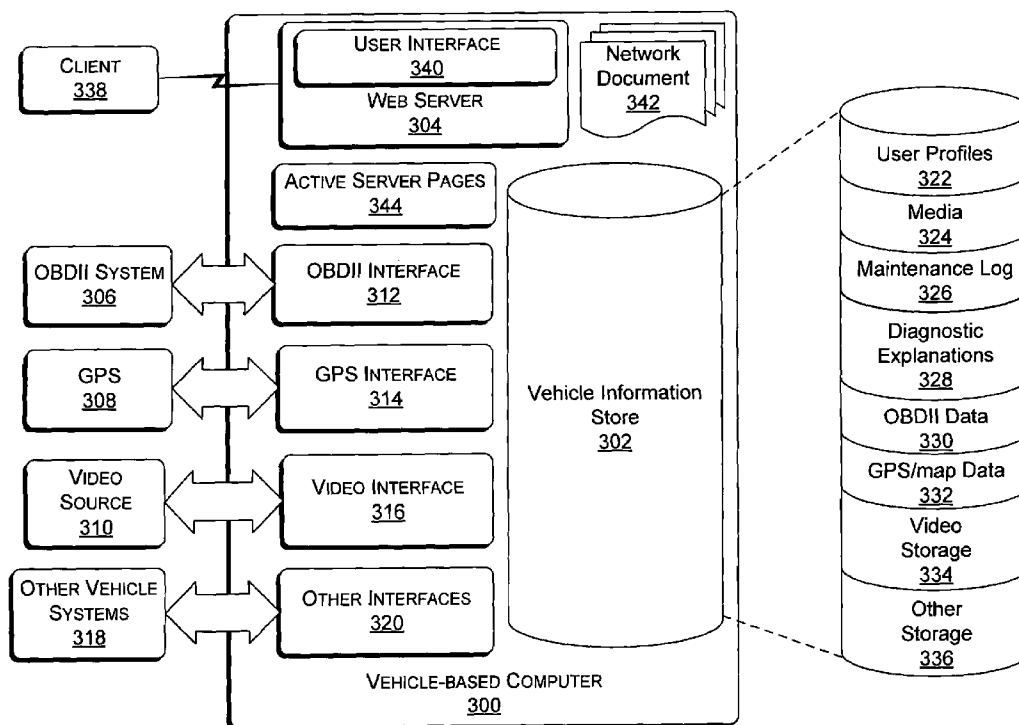 CLIENT
338
USER INTERFACE
340
WEB SERVER
304
Network
Document
342
ACTIVE SERVER PAGES
344
OBDII SYSTEM
306
OBDII INTERFACE
312
GPS
308
GPS INTERFACE
314
VIDEO
SOURCE
310
VIDEO INTERFACE
316
OTHER VEHICLE
SYSTEMS
318
OTHER INTERFACES
320
Vehicle Information
Store
302
VEHICLE-BASED COMPUTER
300
User Profiles
322
Media
324
Maintenance Log
326
Diagnostic
Explanations
328
OBDII Data
330
GPS/map Data
332
Video
Storage
334
Other
Storage
336